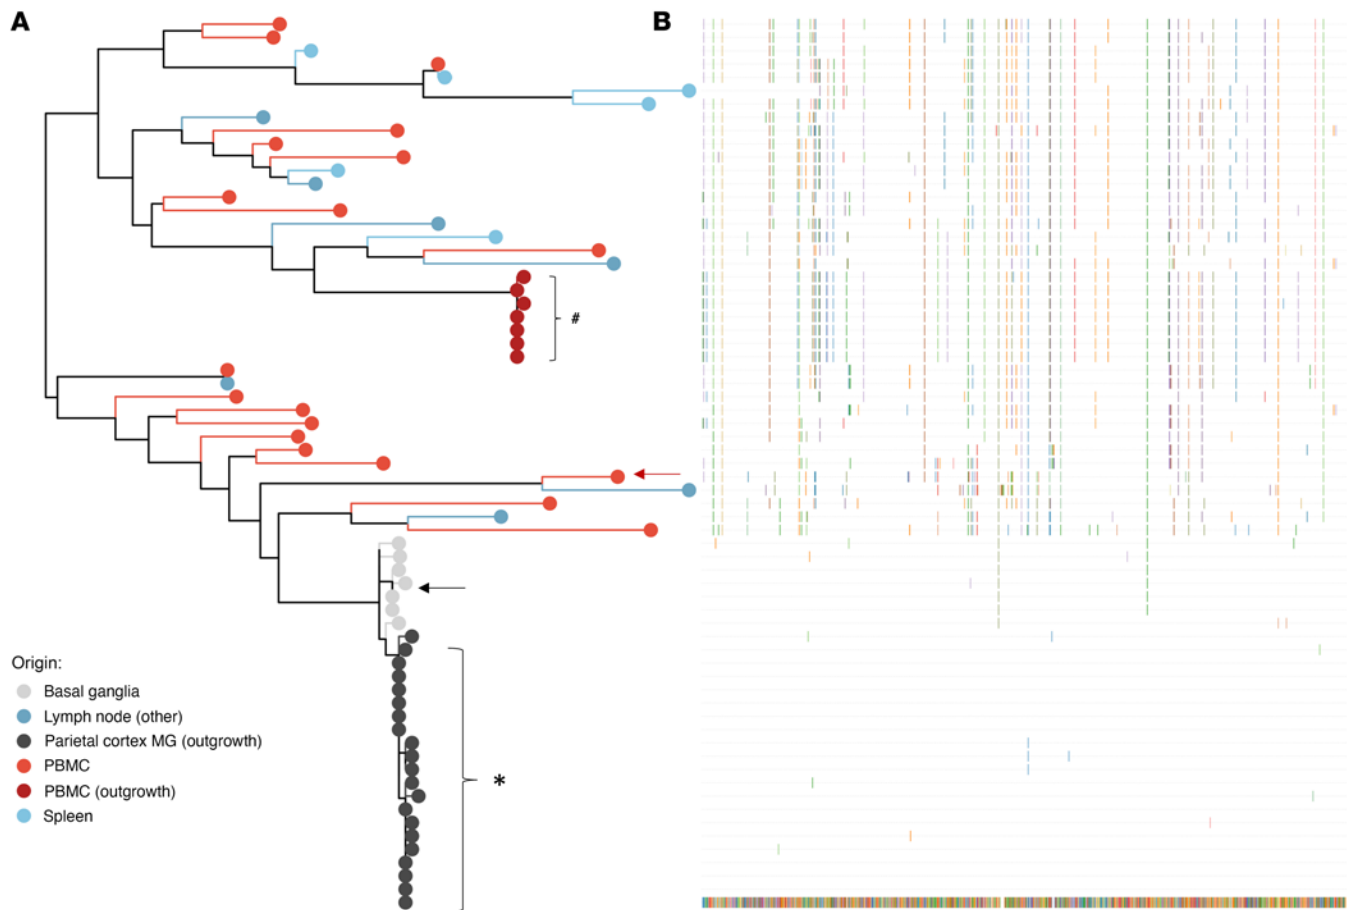 A
B
#
*
Origin:
Basal ganglia
Lymph node (other)
Parietal cortex MG (outgrowth)
PBMC
PBMC (outgrowth)
Spleen